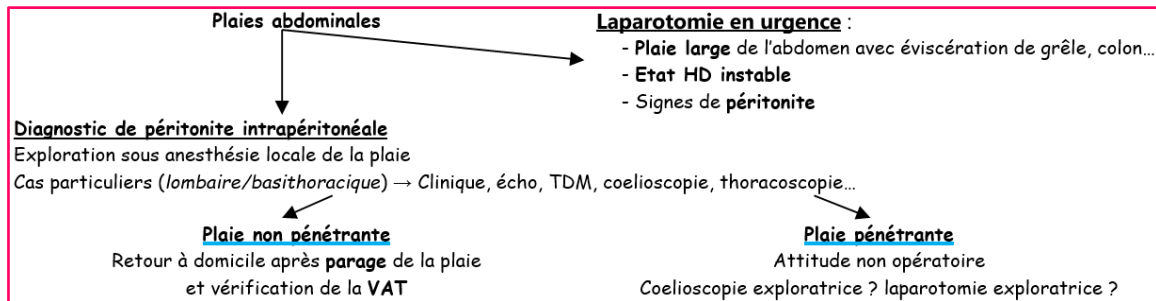 Plaies abdominales
Laparotomie en urgence :
- Plaie large de l'abdomen avec éviscération de grêle, colon…
- Etat HD instable
- Signes de péritonite
Diagnostic de péritonite intrapéritonéale
Exploration sous anesthésie locale de la plaie
Cas particuliers (lombaire/basithoracique) → Clinique, écho, TDM, coelioscopie, thoracoscopie…
Plaie non pénétrante
Retour à domicile après parage de la plaie
et vérification de la VAT
Plaie pénétrante
Attitude non opératoire
Coelioscopie exploratrice ? laparotomie exploratrice ?